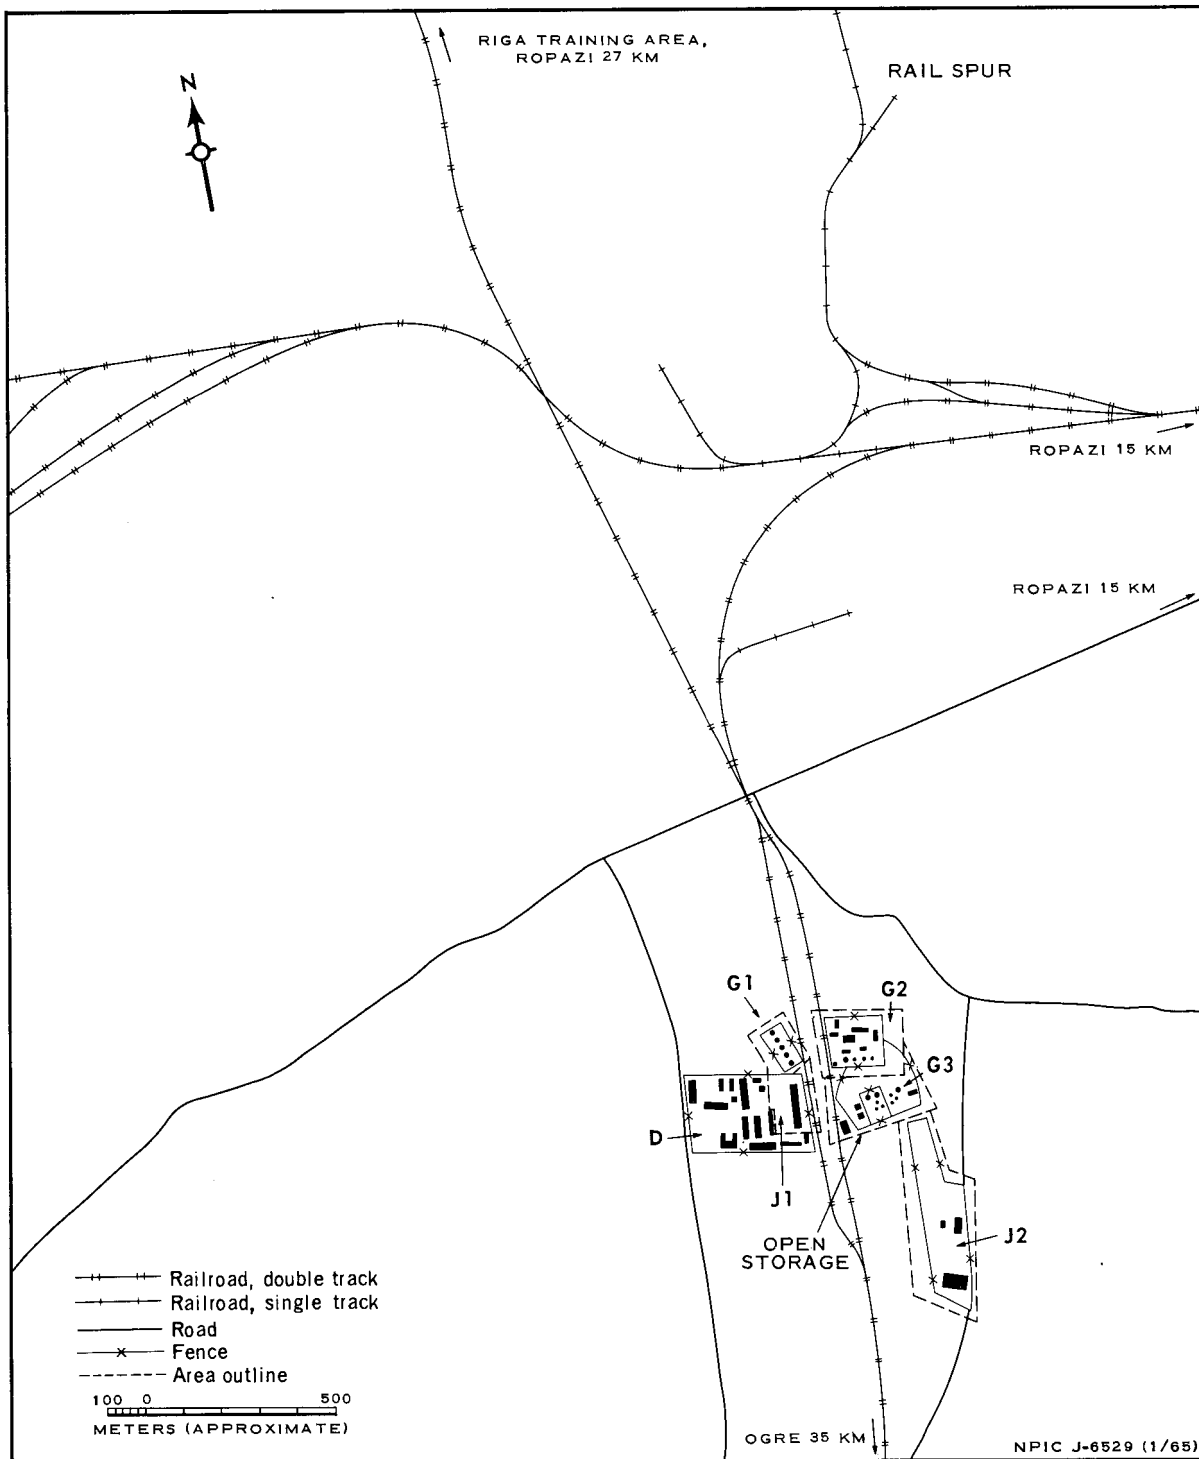 RIGA TRAINING AREA,
ROPAZI 27 KM
RAIL SPUR
N
ROPAZI 15 KM
ROPAZI 15 KM
G1
G2
G3
D
J1
J2
OPEN
STORAGE
Railroad, double track
Railroad, single track
Road
Fence
Area outline
100 0 500
METERS (APPROXIMATE)
OGRE 35 KM
NPIC J-6529 (1/65)